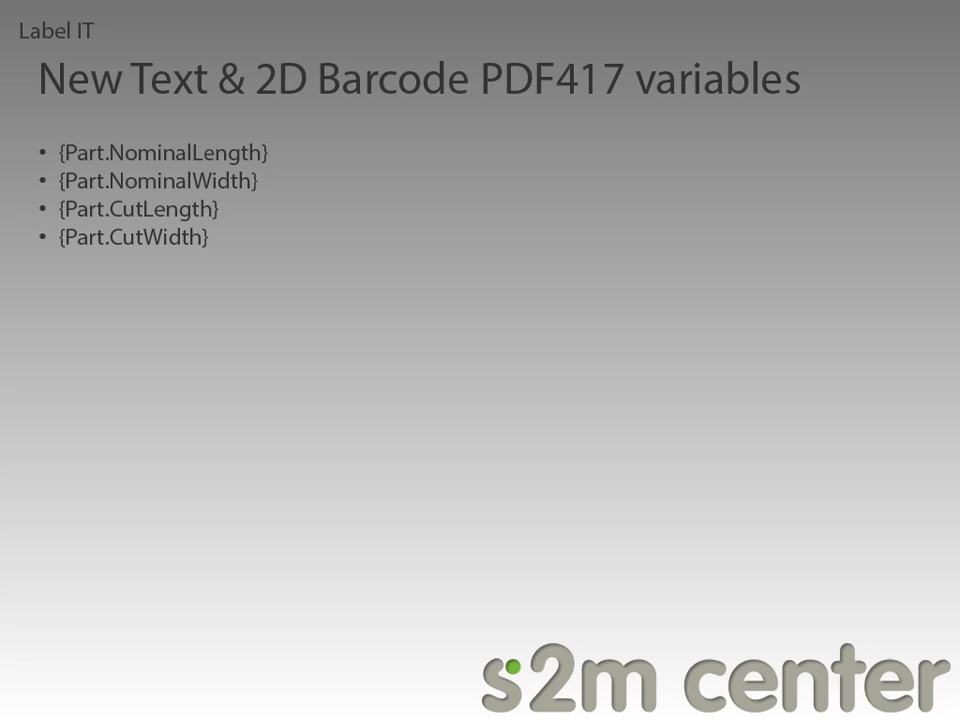 Label IT
New Text & 2D Barcode PDF417 variables
• {Part.NominalLength}
• {Part.NominalWidth}
• {Part.CutLength}
• {Part.CutWidth}
s2m center